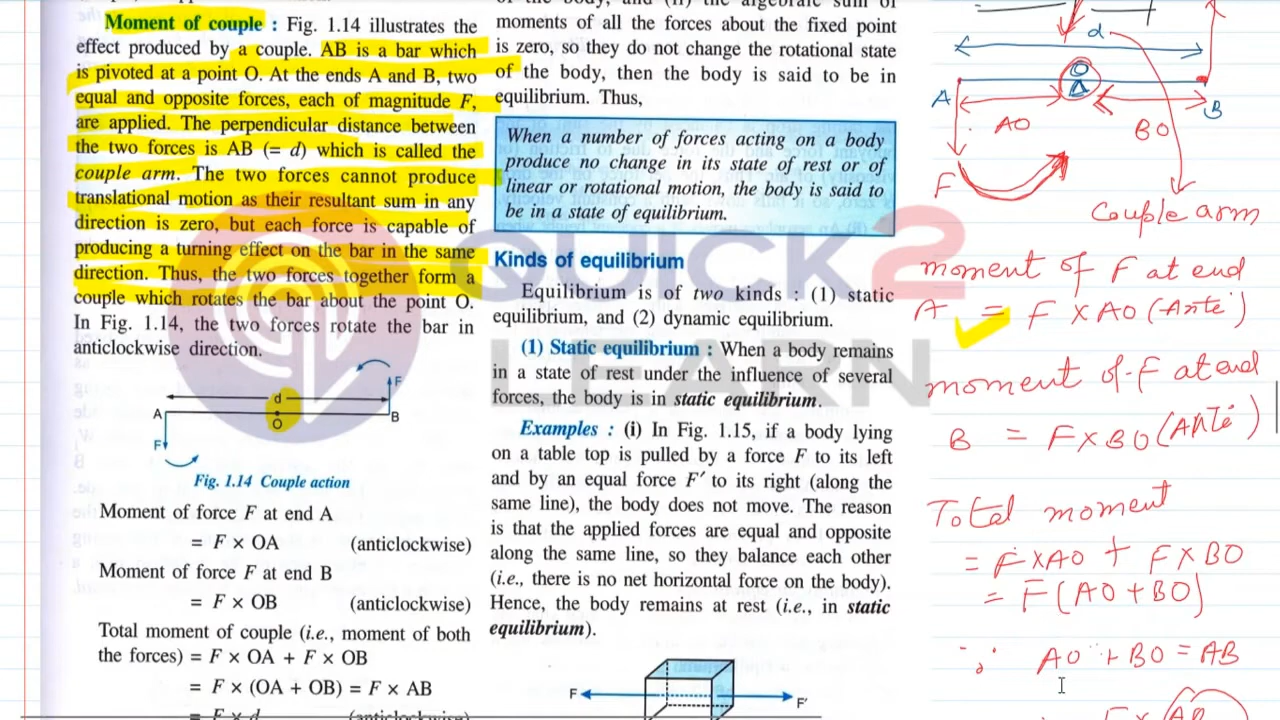 Moment of couple : Fig. 1.14 illustrates the
effect produced by a couple. AB is a bar which
is pivoted at a point O. At the ends A and B, two
equal and opposite forces, each of magnitude F,
are applied. The perpendicular distance between
the two forces is AB (= d) which is called the
couple arm. The two forces cannot produce
translational motion as their resultant sum in any
direction is zero, but each force is capable of
producing a turning effect on the bar in the same
direction. Thus, the two forces together form a
couple which rotates the bar about the point O.
In Fig. 1.14, the two forces rotate the bar in
anticlockwise direction.
d
F
A
O
B
F
Fig. 1.14 Couple action
Moment of force F at end A
= F × OA (anticlockwise)
Moment of force F at end B
= F × OB (anticlockwise)
Total moment of couple (i.e., moment of both
the forces) = F × OA + F × OB
= F × (OA + OB) = F × AB
= F × d (anticlockwise)
moments of all the forces about the fixed point
is zero, so they do not change the rotational state
of the body, then the body is said to be in
equilibrium. Thus,
When a number of forces acting on a body
produce no change in its state of rest or of
linear or rotational motion, the body is said to
be in a state of equilibrium.
Kinds of equilibrium
Equilibrium is of two kinds : (1) static
equilibrium, and (2) dynamic equilibrium.
(1) Static equilibrium : When a body remains
in a state of rest under the influence of several
forces, the body is in static equilibrium.
Examples : (i) In Fig. 1.15, if a body lying
on a table top is pulled by a force F to its left
and by an equal force F′ to its right (along the
same line), the body does not move. The reason
is that the applied forces are equal and opposite
along the same line, so they balance each other
(i.e., there is no net horizontal force on the body).
Hence, the body remains at rest (i.e., in static
equilibrium).
F
F′
QUICK2
LEARN
d
O
A
B
AO
BO
F
Couple arm
moment of F at end
A = F × AO (Ante)
moment of F at end
B = F × BO (Ante)
Total moment
= F × AO + F × BO
= F (AO + BO)
∵ AO + BO = AB